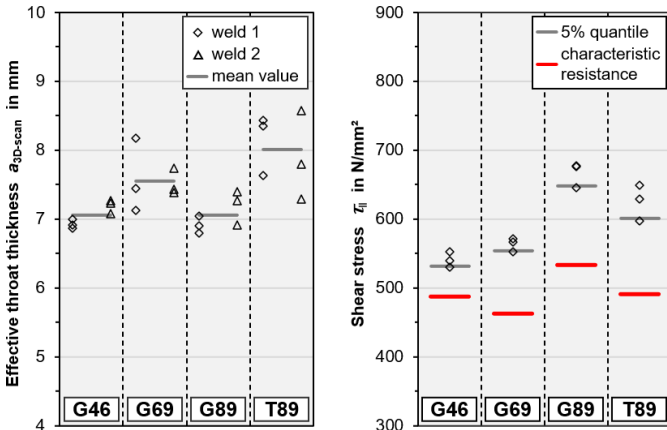 Effective throat thickness a3D-scan in mm
10
9
8
7
6
5
4
weld 1
weld 2
mean value
G46 G69 G89 T89
Shear stress τ|| in N/mm²
900
800
700
600
500
400
300
5% quantile
characteristic
resistance
G46 G69 G89 T89